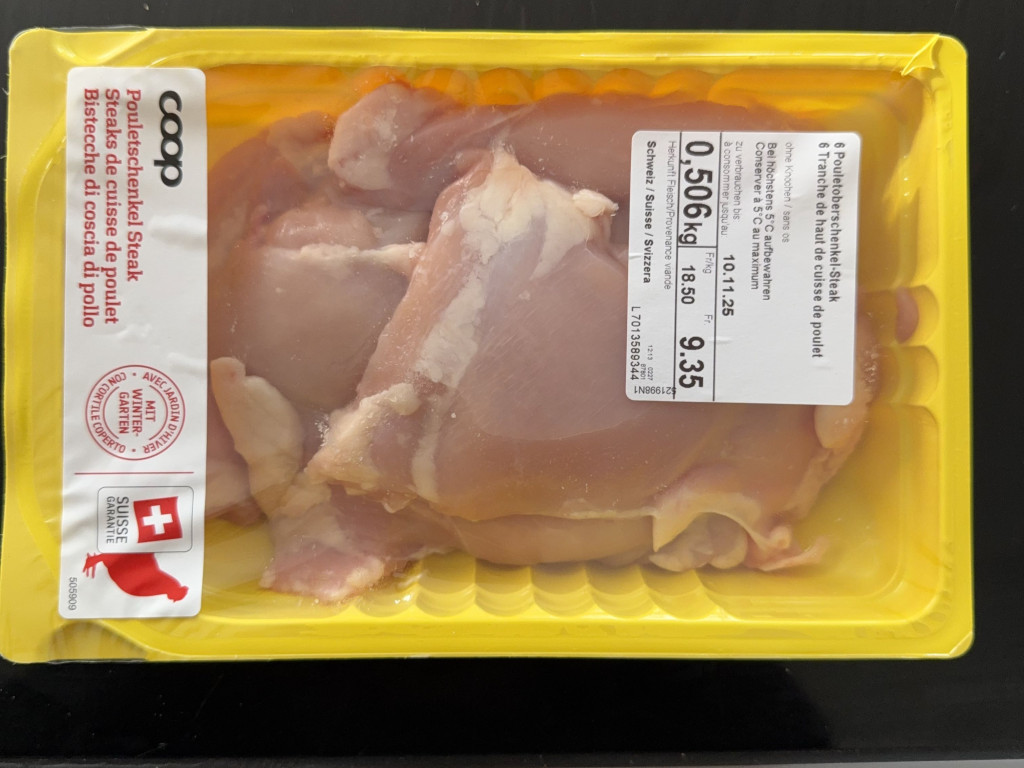 coop
Pouletschenkel Steak
Steaks de cuisse de poulet
Bistecche di coscia di pollo
AVEC JARDIN D'HIVER
MIT
WINTER-
GARTEN
CON CORTILE COPERTO
SUISSE
GARANTIE
505909
6 Pouletoberschenkel-Steak
6 Tranche de haut de cuisse de poulet
ohne Knochen / sans os
Bei höchstens 5°C aufbewahren
Conserver à 5°C au maximum
zu verbrauchen bis
à consommer jusqu'au 10.11.25
Fr/kg Fr.
0,506kg 18.50 9.35
Herkunft Fleisch/Provenance viande
Schweiz / Suisse / Svizzera
L 7013589344